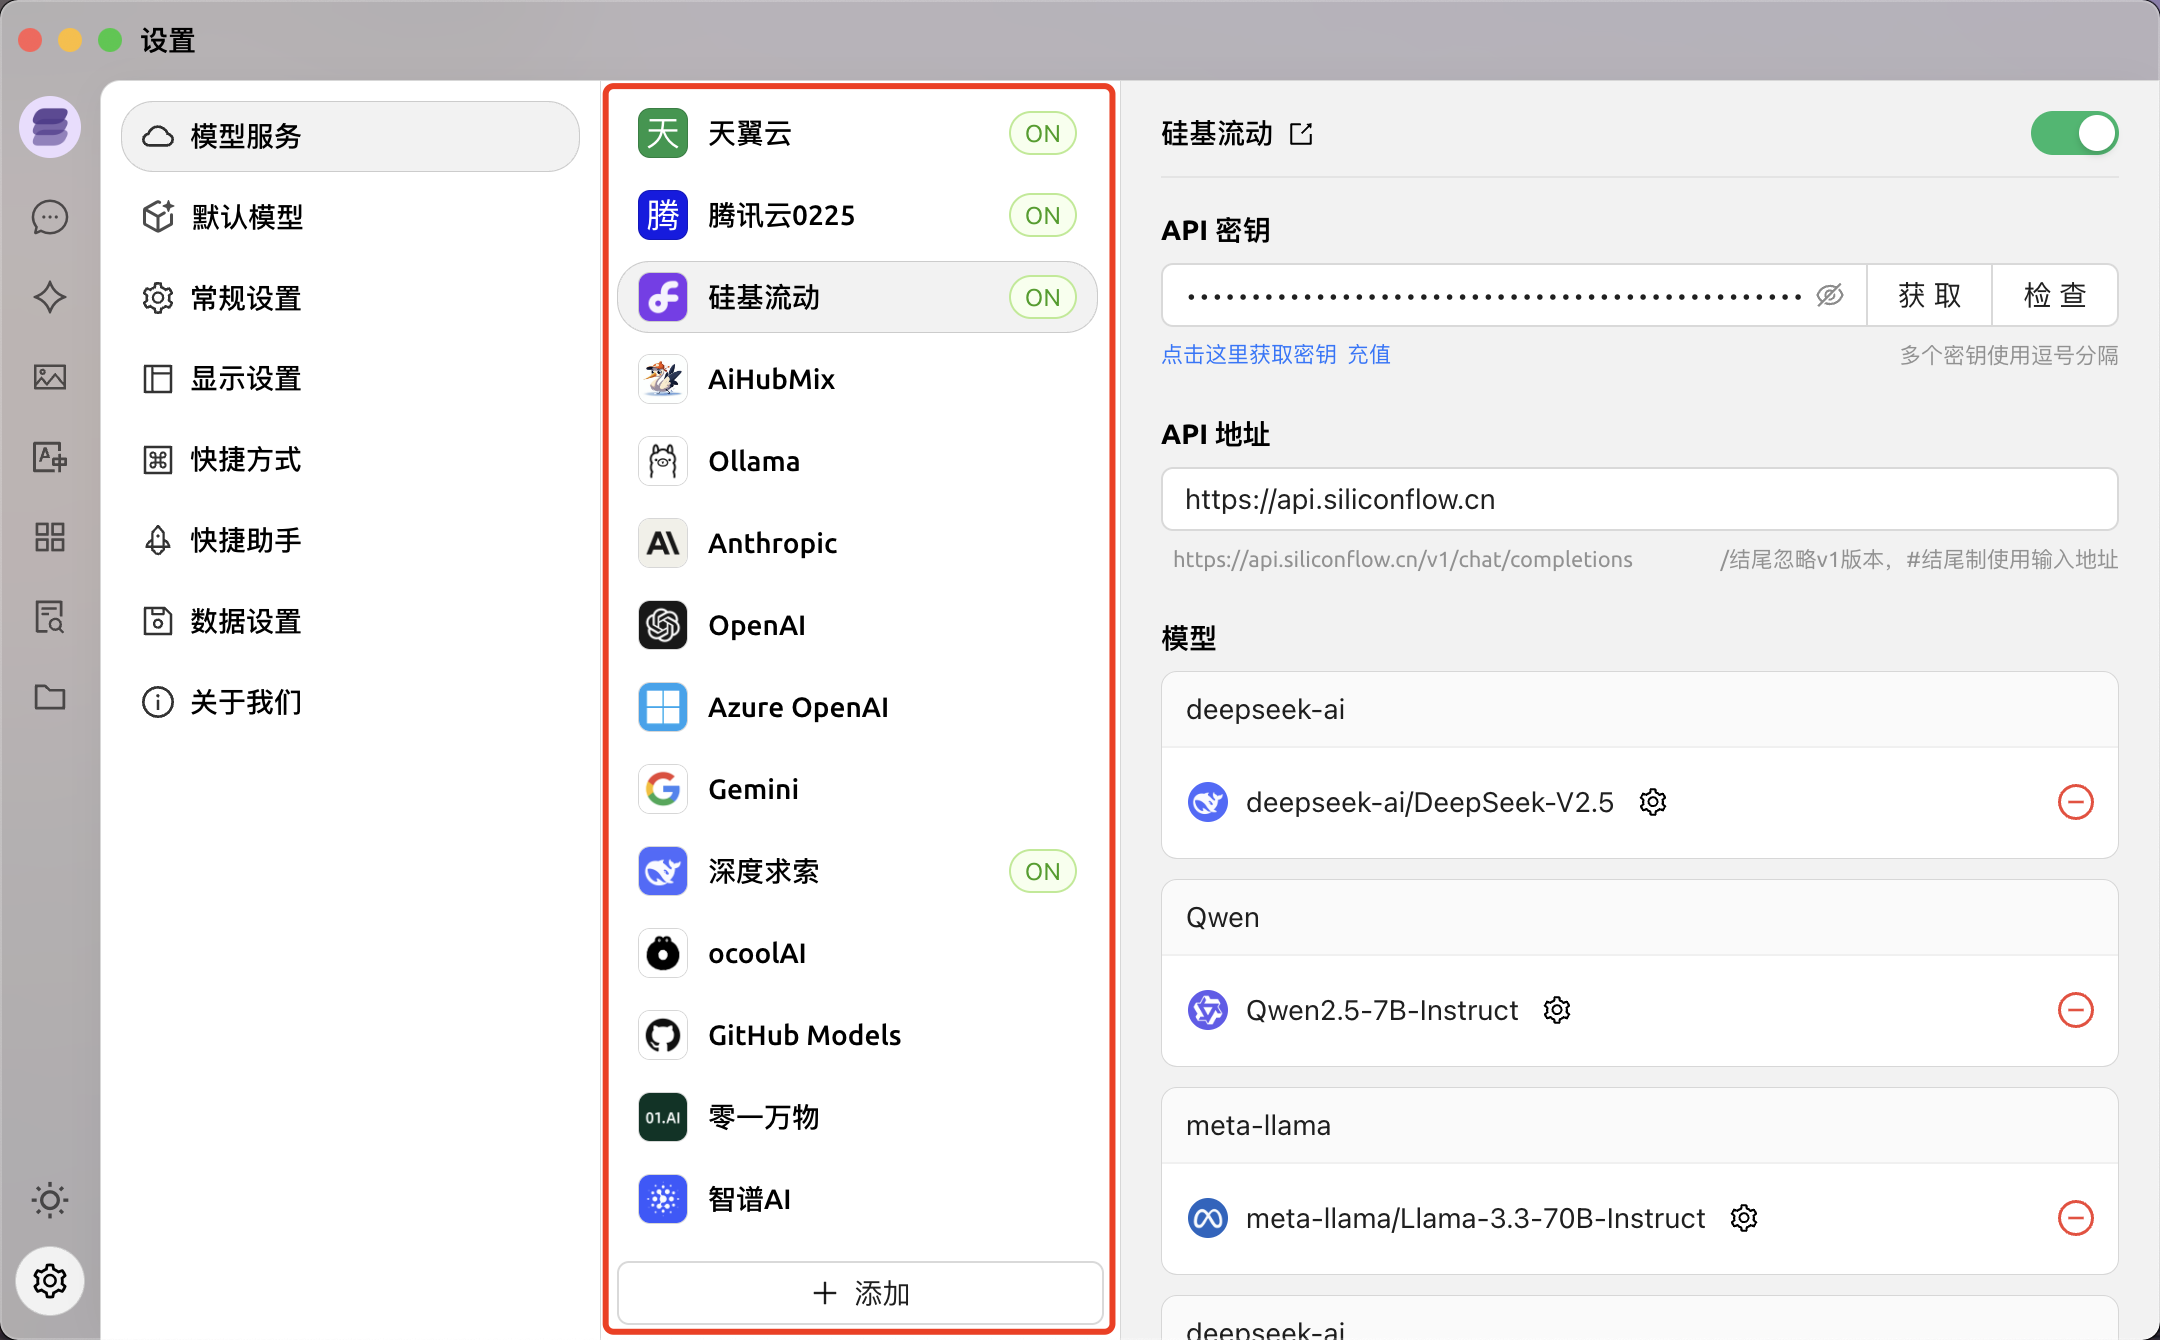 设置
模型服务
默认模型
常规设置
显示设置
快捷方式
快捷助手
数据设置
关于我们
天 天翼云 ON
腾 腾讯云0225 ON
硅基流动 ON
AiHubMix
Ollama
Anthropic
OpenAI
Azure OpenAI
Gemini
深度求索 ON
ocoolAI
GitHub Models
01.AI 零一万物
智谱AI
添加
硅基流动
API 密钥
获 取 检 查
点击这里获取密钥 充值 多个密钥使用逗号分隔
API 地址
https://api.siliconflow.cn
https://api.siliconflow.cn/v1/chat/completions /结尾忽略v1版本，#结尾制使用输入地址
模型
deepseek-ai
deepseek-ai/DeepSeek-V2.5
Qwen
Qwen2.5-7B-Instruct
meta-llama
meta-llama/Llama-3.3-70B-Instruct
deepseek-ai